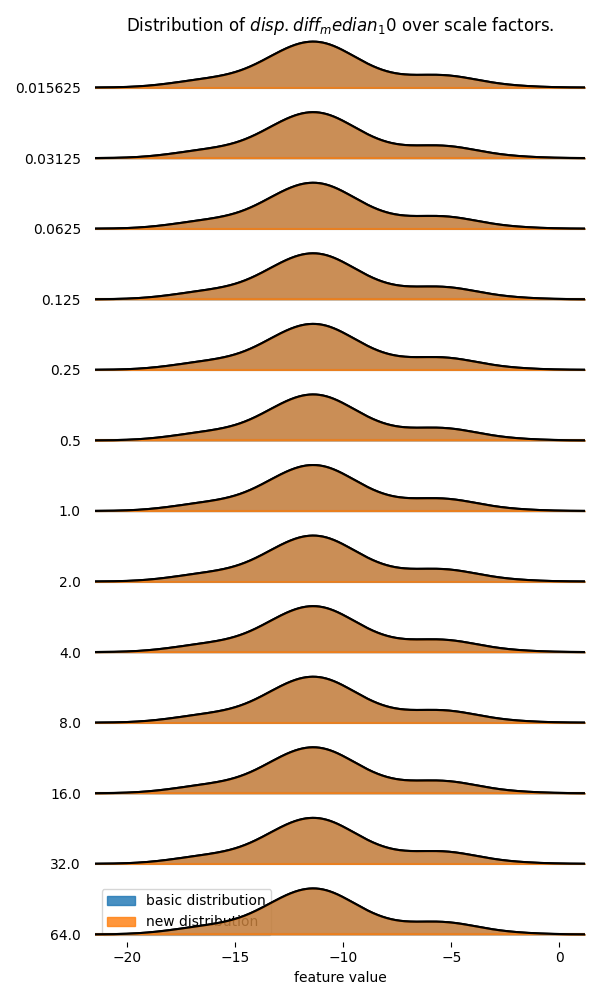 Distribution of disp. diff_median_10 over scale factors.
0.015625
0.03125
0.0625
0.125
0.25
0.5
1.0
2.0
4.0
8.0
16.0
32.0
64.0
basic distribution
new distribution
−20 −15 −10 −5 0
feature value